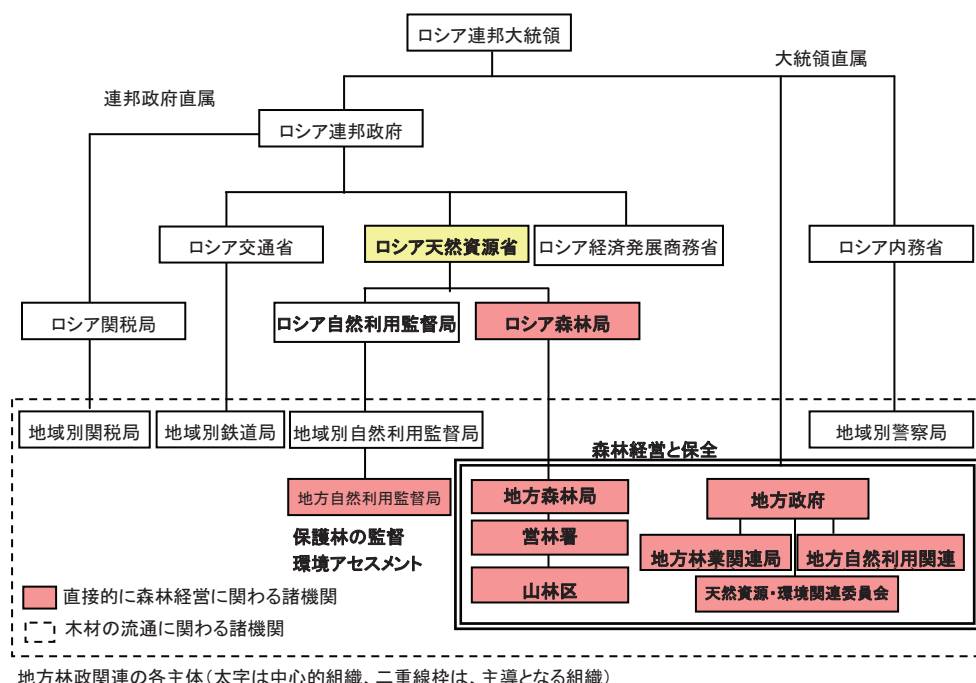 ロシア連邦大統領
大統領直属
連邦政府直属
ロシア連邦政府
ロシア交通省
ロシア天然資源省
ロシア経済発展商務省
ロシア内務省
ロシア関税局
ロシア自然利用監督局
ロシア森林局
地域別関税局
地域別鉄道局
地域別自然利用監督局
地域別警察局
森林経営と保全
地方自然利用監督局
地方森林局
地方政府
保護林の監督
環境アセスメント
営林署
地方林業関連局
地方自然利用関連
山林区
天然資源・環境関連委員会
直接的に森林経営に関わる諸機関
木材の流通に関わる諸機関
地方林政関連の各主体(太字は中心的組織、二重線枠は、主導となる組織)